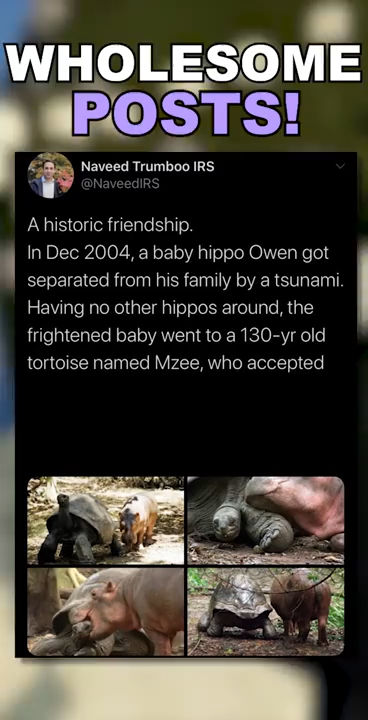 WHOLESOME
POSTS!
Naveed Trumboo IRS
@NaveedIRS
A historic friendship.
In Dec 2004, a baby hippo Owen got
separated from his family by a tsunami.
Having no other hippos around, the
frightened baby went to a 130-yr old
tortoise named Mzee, who accepted